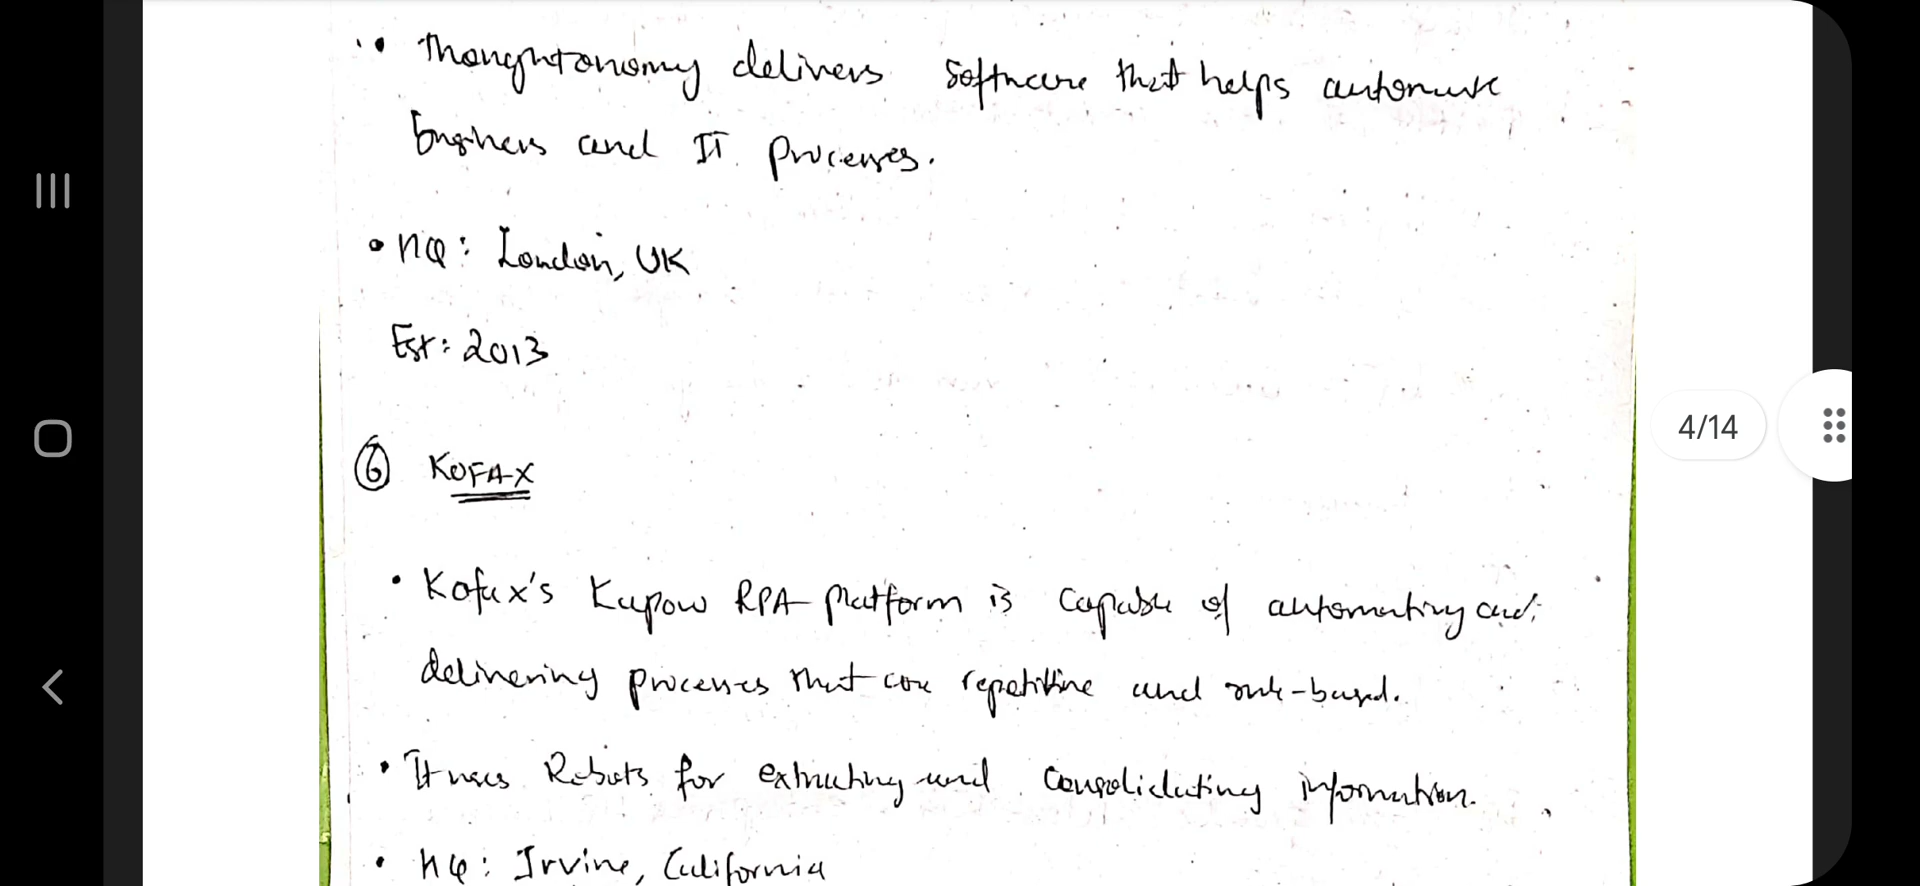 • Thoughtonomy delivers software that helps automate
Business and IT processes.
• HQ: London, UK
Est: 2013
⑥ KOFAX
4/14
• Kofax's Kapow RPA platform is capable of automating and
delivering processes that are repetitive and rule-based.
• It uses Robots for extracting and consolidating information.
• HQ: Irvine, California